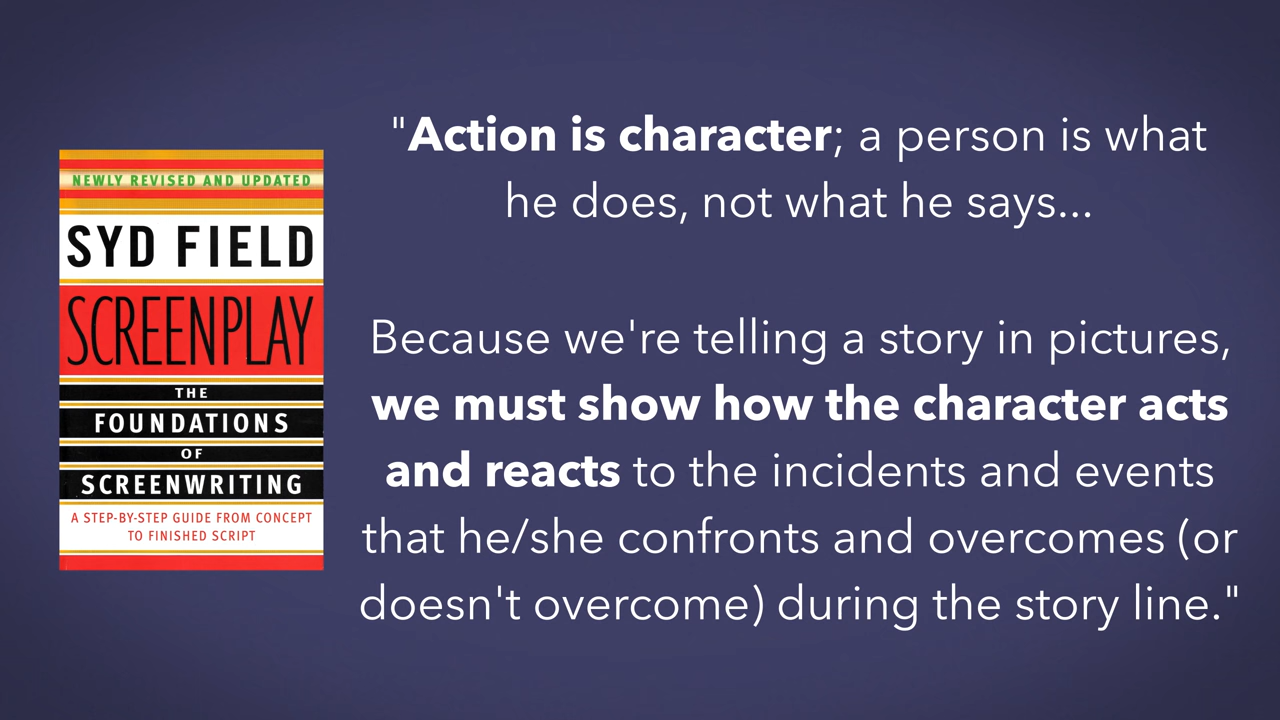 NEWLY REVISED AND UPDATED
SYD FIELD
SCREENPLAY
THE
FOUNDATIONS
OF
SCREENWRITING
A STEP-BY-STEP GUIDE FROM CONCEPT
TO FINISHED SCRIPT
"Action is character; a person is what
he does, not what he says...
Because we're telling a story in pictures,
we must show how the character acts
and reacts to the incidents and events
that he/she confronts and overcomes (or
doesn't overcome) during the story line."